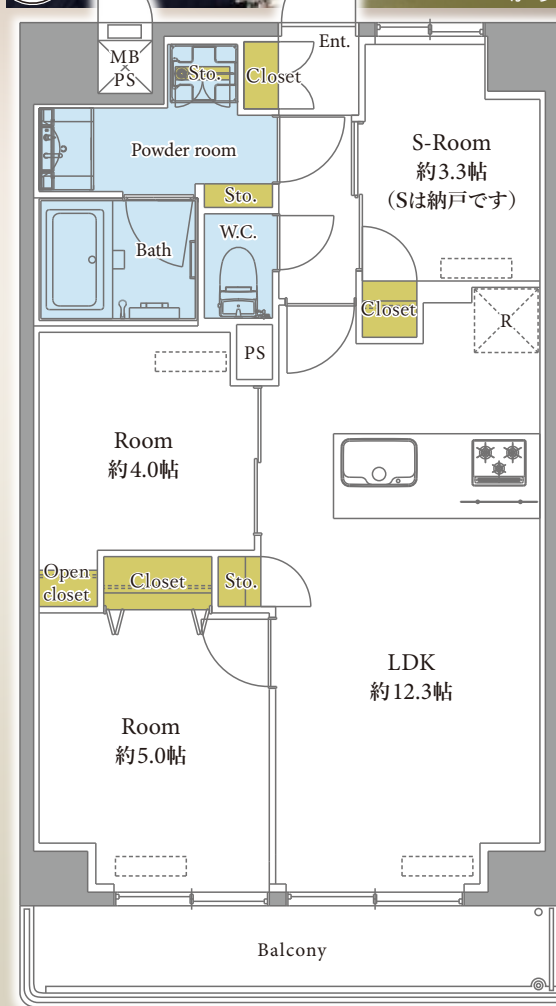 Ent.
MB
PS
Sto.
Closet
S-Room
約3.3帖
(Sは納戸です)
Powder room
Sto.
W.C.
Bath
Closet
R
PS
Room
約4.0帖
Open
closet
Closet
Sto.
LDK
約12.3帖
Room
約5.0帖
Balcony